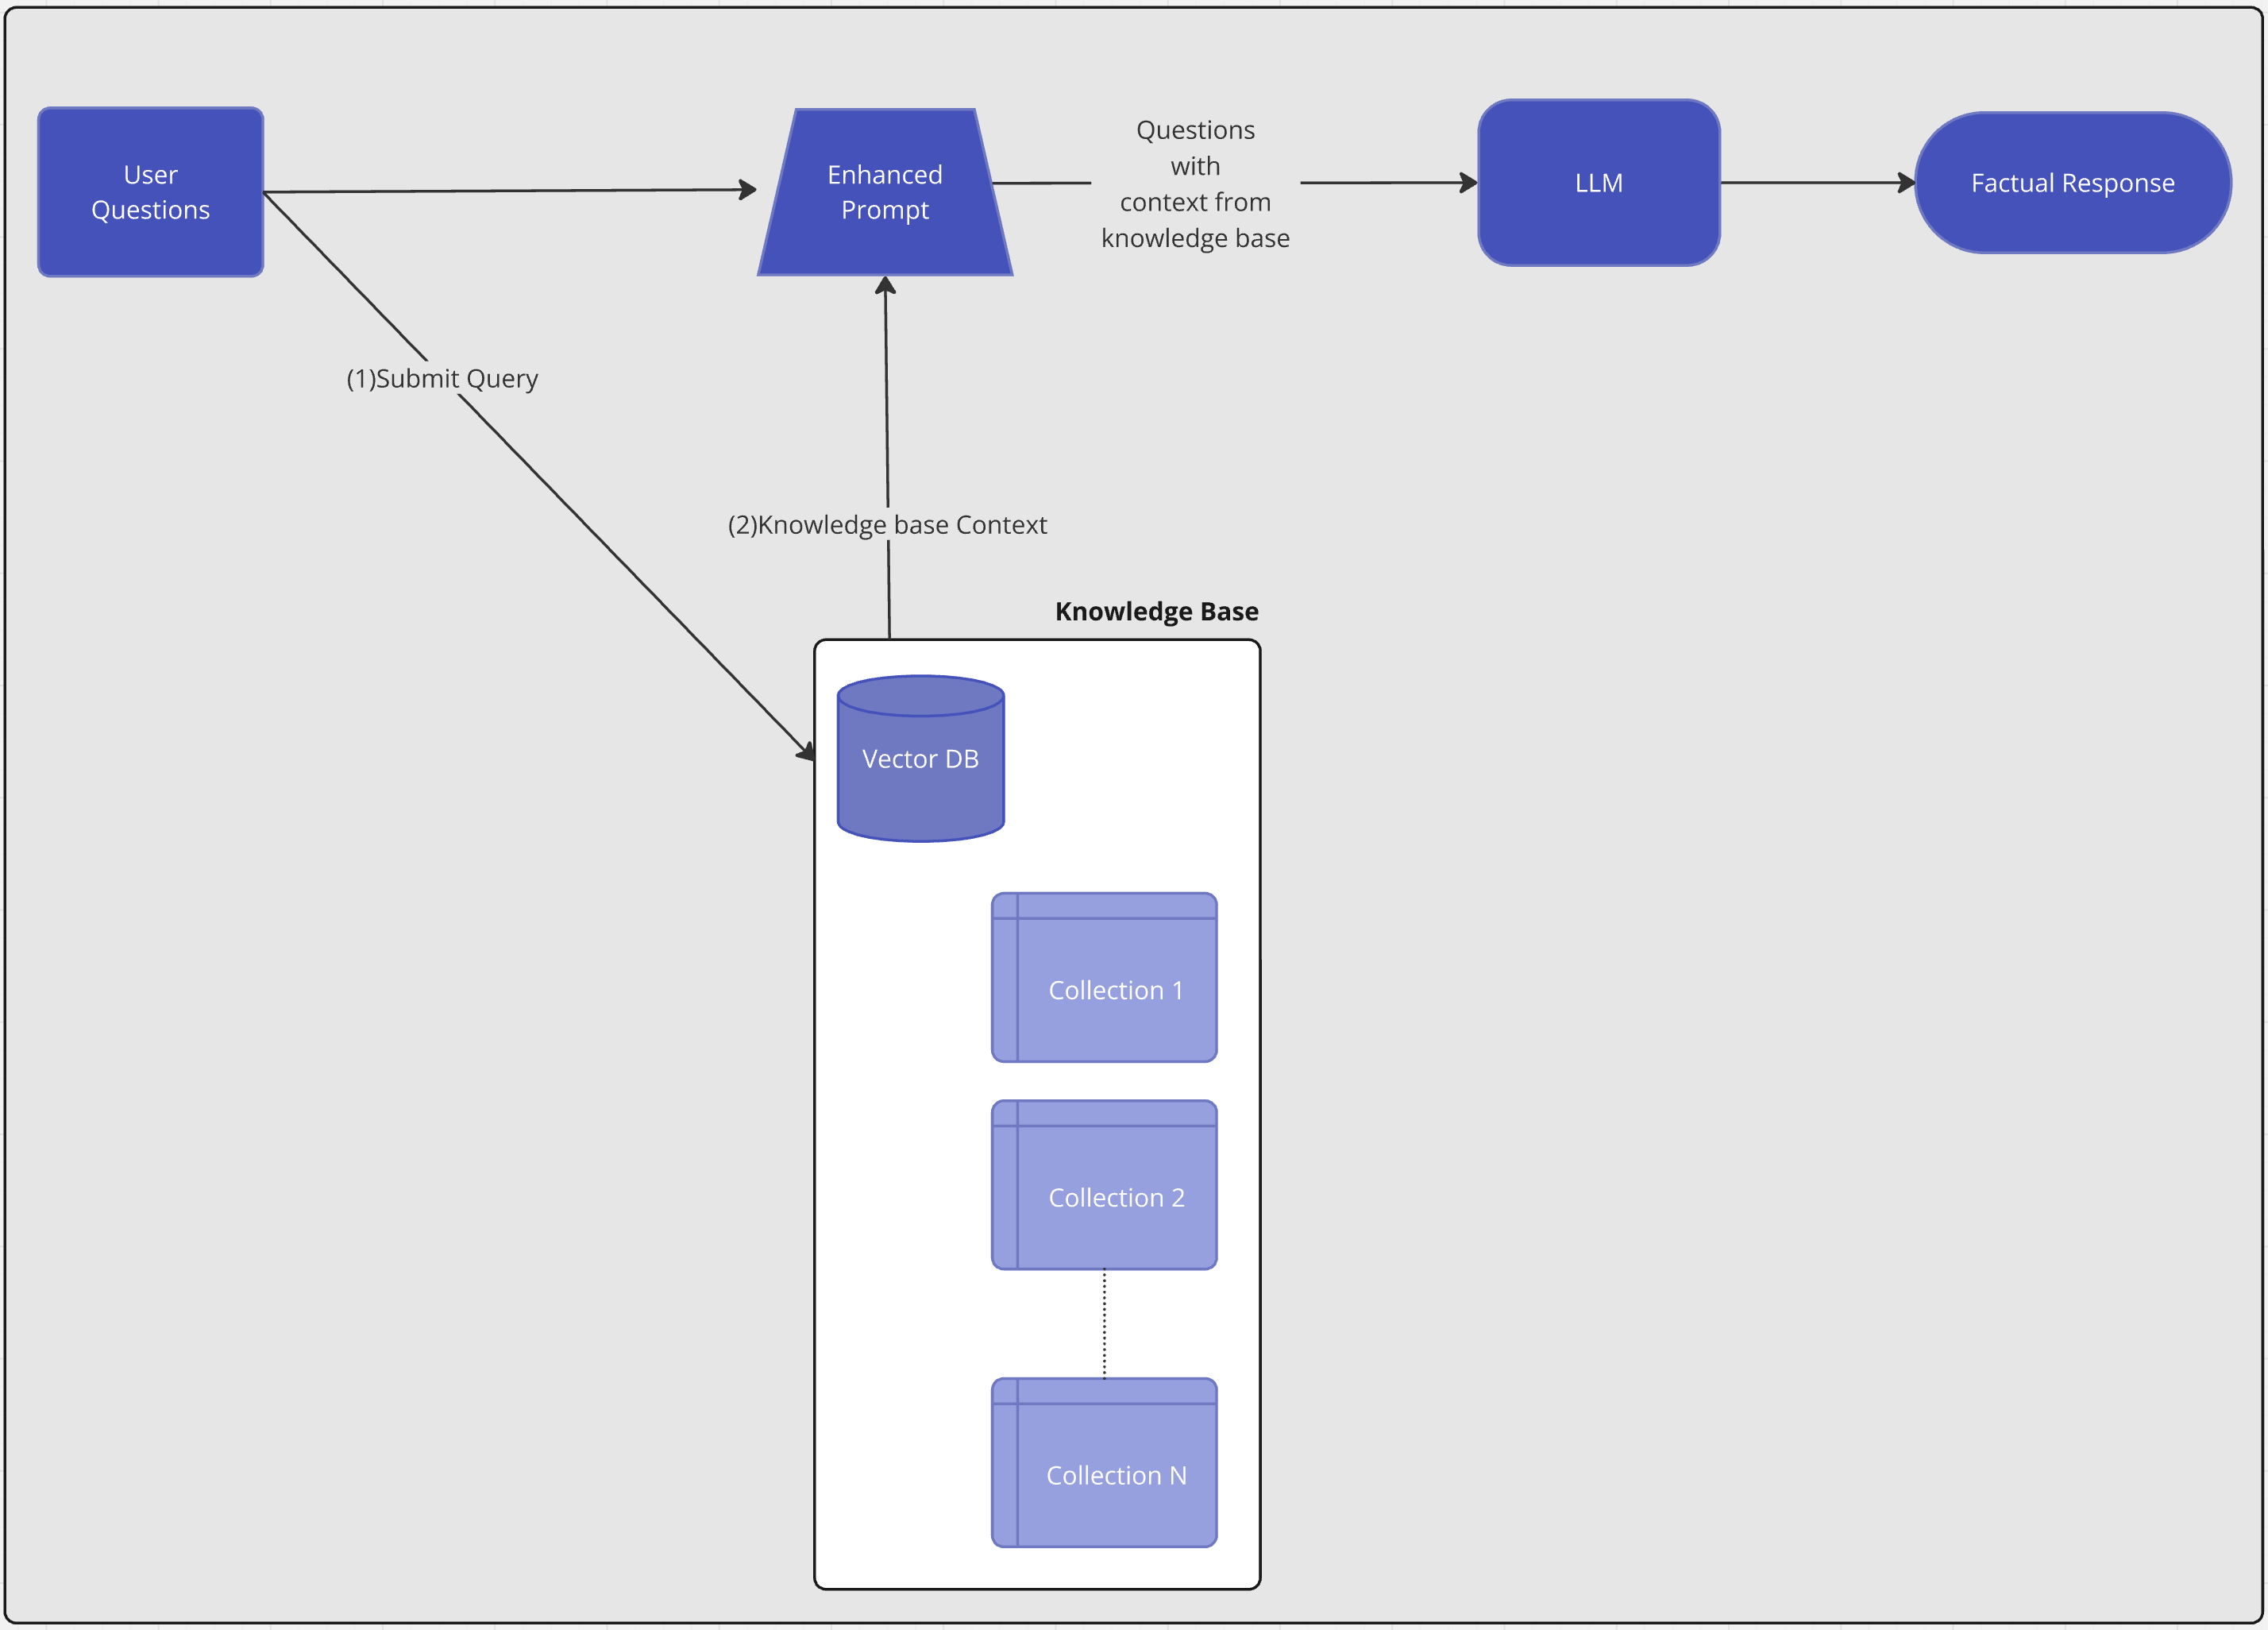 User
Questions
Enhanced
Prompt
Questions
with
context from
knowledge base
LLM
Factual Response
(1)Submit Query
(2)Knowledge base Context
Knowledge Base
Vector DB
Collection 1
Collection 2
Collection N